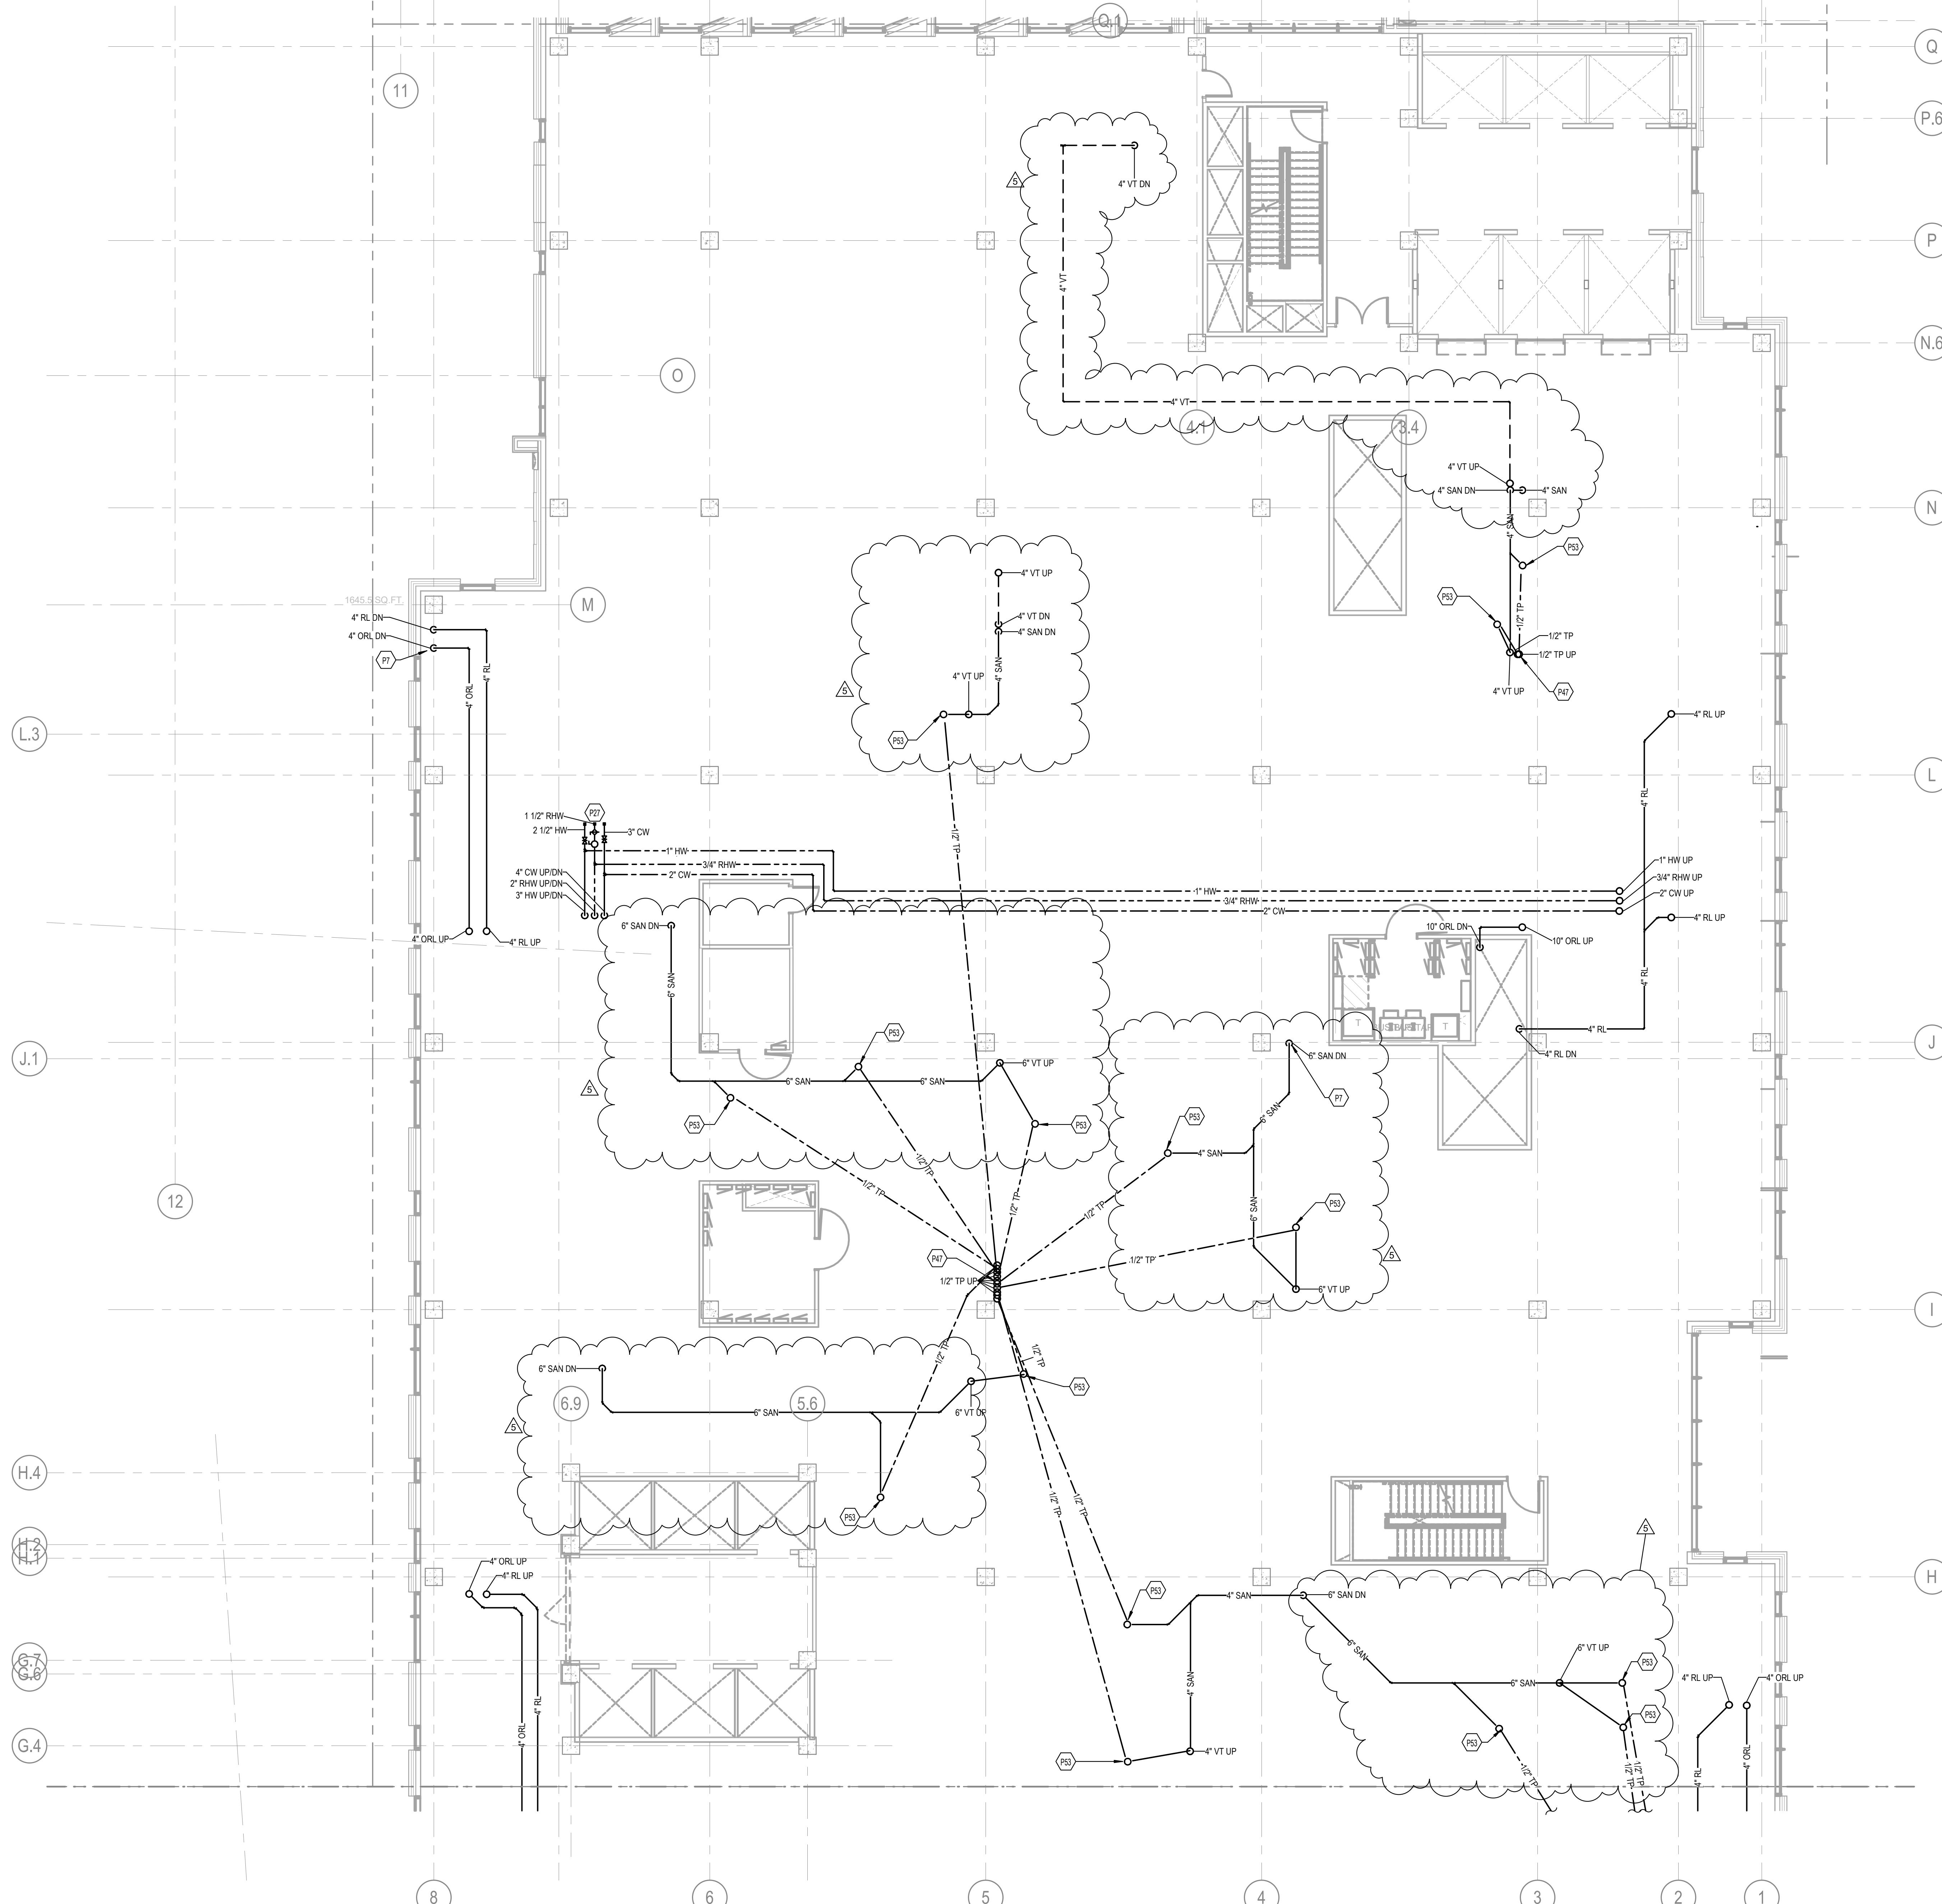 Q.1
Q
11
P.6
4" VT DN
5
P
4" VT
N.6
O
4" VT
4.1
3.4
4" VT UP
4" SAN DN
4" SAN
N
4" SAN
P53
4" VT UP
P53
1645.5 SQ.FT.
M
4" RL DN
4" VT DN
1/2" TP
4" ORL DN
4" SAN DN
1/2" TP
P7
1/2" TP UP
4" SAN
4" RL
4" VT UP
5
4" ORL
4" VT UP
P47
4" RL UP
L.3
P53
L
4" RL
1 1/2" RHW
P27
2 1/2" HW
3" CW
1/2" TP
1" HW
1" HW UP
3/4" RHW
4" CW UP/DN
2" CW
3/4" RHW UP
2" RHW UP/DN
1" HW
2" CW UP
3" HW UP/DN
3/4" RHW
2" CW
4" RL UP
6" SAN DN
10" ORL DN
4" ORL UP
4" RL UP
10" ORL UP
6" SAN
4" RL
T
T
P53
4" RL
J
J.1
6" VT UP
6" SAN DN
4" RL DN
5
6" SAN
6" SAN
P7
6" SAN
P53
P53
P53
4" SAN
1/2" TP
1/2" TP
12
1/2" TP
1/2" TP
6" SAN
P53
P47
1/2" TP
5
1/2" TP UP
6" VT UP
I
1/2" TP
1/2" TP
6" SAN DN
P53
6.9
5.6
6" SAN
6" VT UP
5
H.4
1/2" TP
1/2" TP
P53
5
H.2
H.1
4" ORL UP
4" RL UP
H
P53
4" SAN
6" SAN DN
6" SAN
6" VT UP
G.7
P53
G.6
4" SAN
6" SAN
4" RL UP
4" ORL UP
4" RL
P53
4" ORL
P53
G.4
4" VT UP
P53
4" ORL
1/2" TP
1/2" TP
1/2" TP
4" RL
8
6
5
4
3
2
1